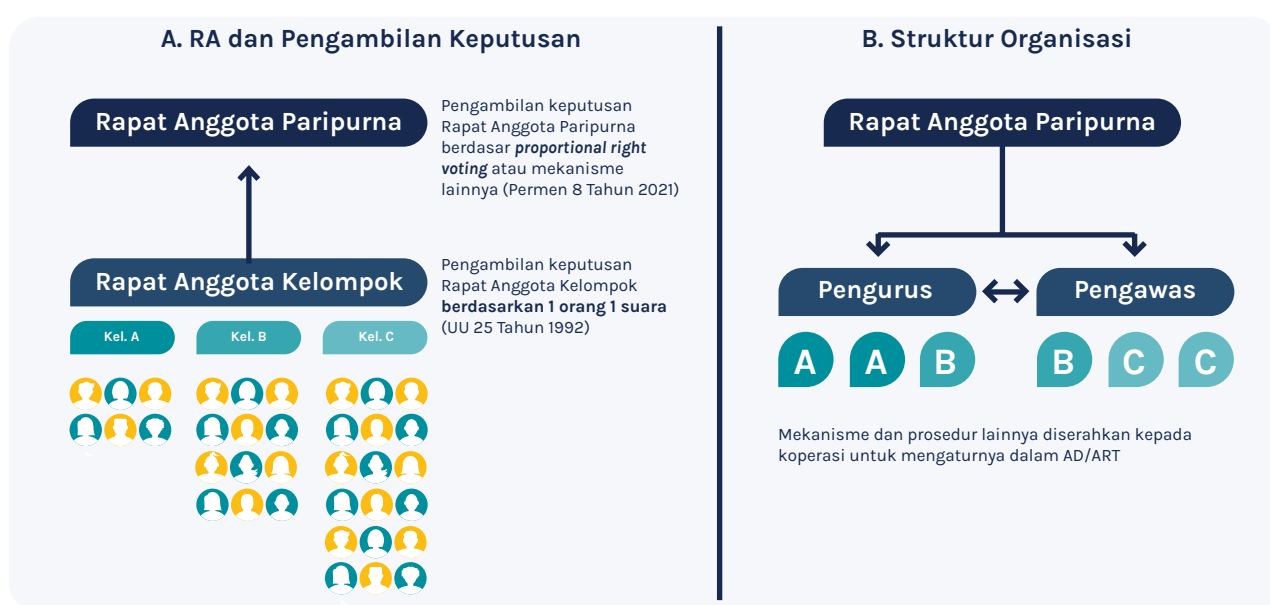 A. RA dan Pengambilan Keputusan
Rapat Anggota Paripurna
Pengambilan keputusan
Rapat Anggota Paripurna
berdasar proportional right
voting atau mekanisme
lainnya (Permen 8 Tahun 2021)
Rapat Anggota Kelompok
Pengambilan keputusan
Rapat Anggota Kelompok
berdasarkan 1 orang 1 suara
(UU 25 Tahun 1992)
Kel. A
Kel. B
Kel. C
B. Struktur Organisasi
Rapat Anggota Paripurna
Pengurus
Pengawas
A
A
B
B
C
C
Mekanisme dan prosedur lainnya diserahkan kepada
koperasi untuk mengaturnya dalam AD/ART